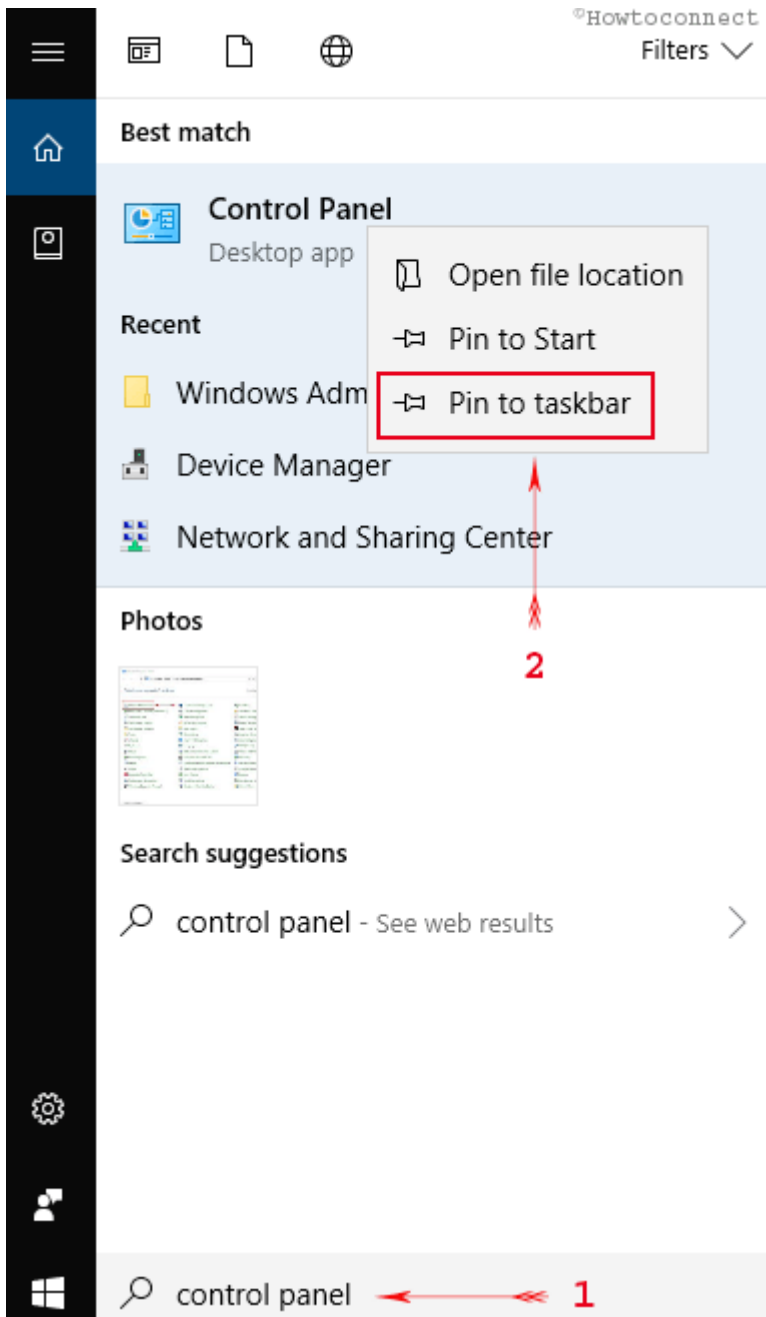 ©Howtoconnect
Filters
Best match
Control Panel
Desktop app
Open file location
Recent
Pin to Start
Windows Adm
Pin to taskbar
Device Manager
Network and Sharing Center
Photos
2
Search suggestions
control panel - See web results
control panel
1